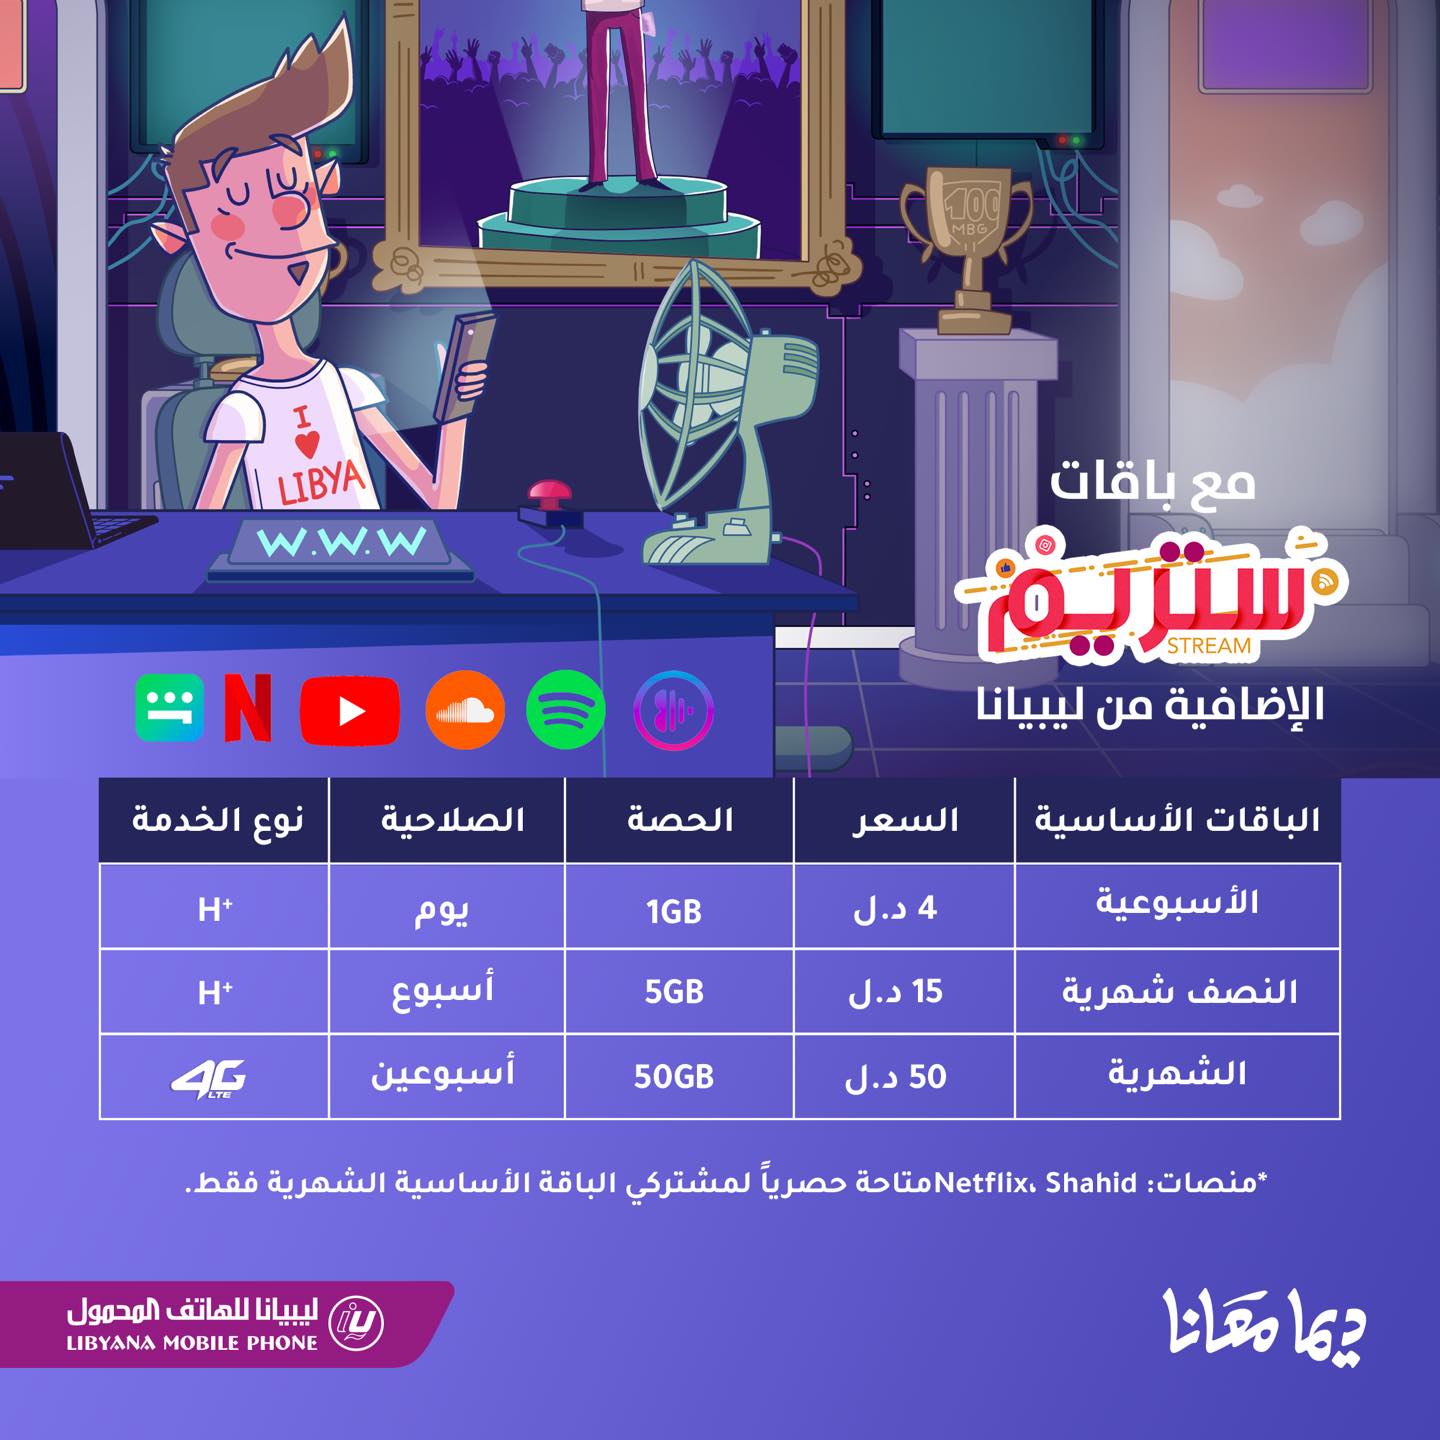 100
MBG
I
LIBYA
W.W.W
مع باقات
ستريم
STREAM
الإضافية من ليبيانا
الباقات الأساسية السعر الحصة الصلاحية نوع الخدمة
الأسبوعية 4 د.ل 1GB يوم H+
النصف شهرية 15 د.ل 5GB أسبوع H+
الشهرية 50 د.ل 50GB أسبوعين 4G LTE
*منصات: Netflix، Shahid متاحة حصرياً لمشتركي الباقة الأساسية الشهرية فقط.
ديما معانا
ليبيانا للهاتف المحمول
LIBYANA MOBILE PHONE